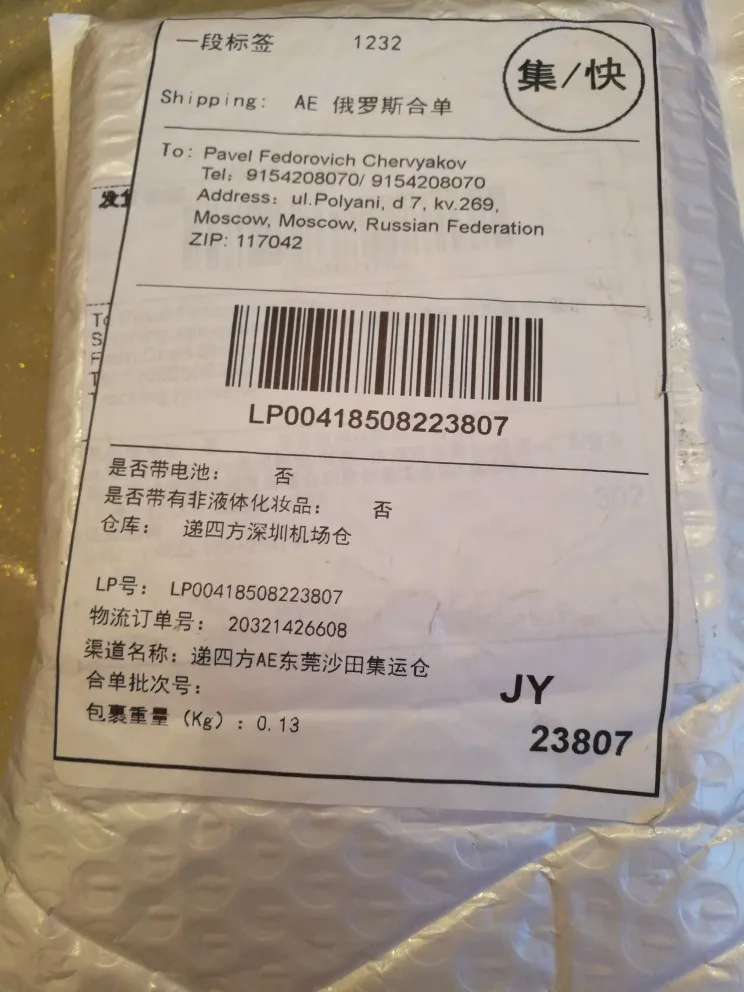 一段标签 1232
集/快
Shipping: AE 俄罗斯合单
To: Pavel Fedorovich Chervyakov
Tel: 9154208070/ 9154208070
Address: ul.Polyani, d 7, kv.269,
Moscow, Moscow, Russian Federation
ZIP: 117042
LP00418508223807
是否带电池: 否
是否带有非液体化妆品: 否
仓库: 递四方深圳机场仓
LP号: LP00418508223807
物流订单号: 20321426608
渠道名称: 递四方AE东莞沙田集运仓
合单批次号:
包裹重量 (Kg) : 0.13
JY
23807